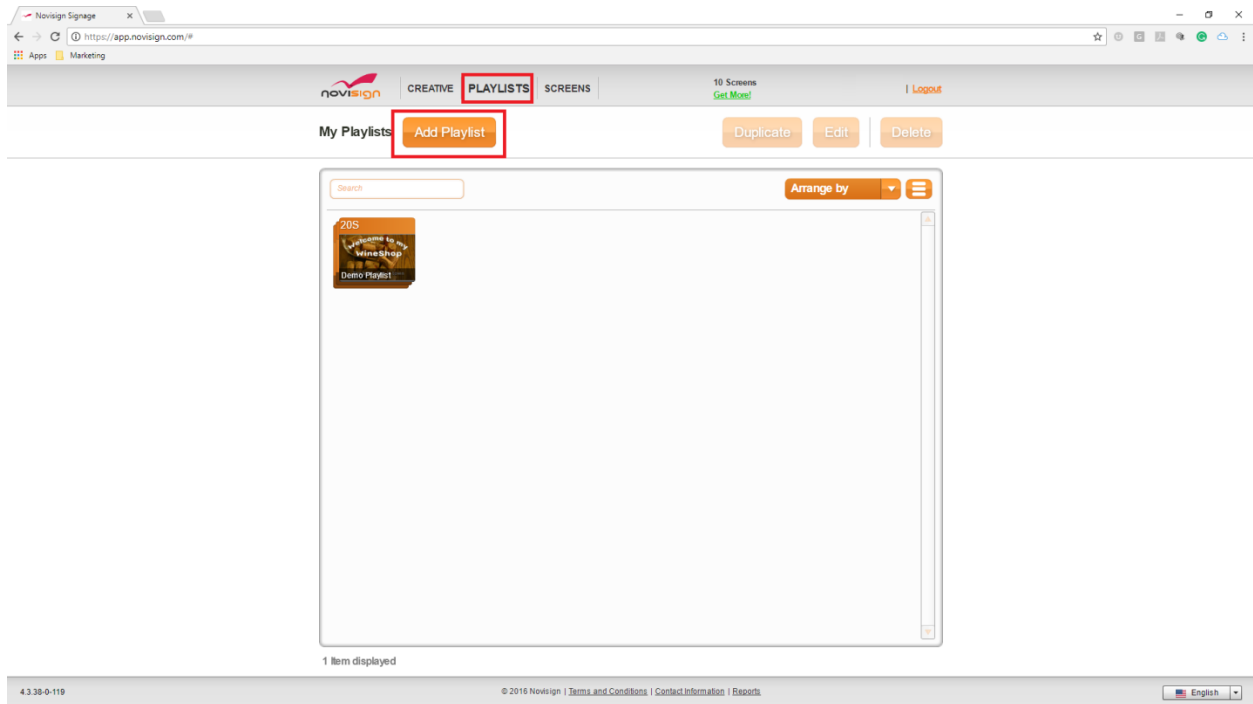 Novisign Signage
https://app.novisign.com/#
Apps Marketing
novisign CREATIVE PLAYLISTS SCREENS 10 Screens | Logout
Get More!
My Playlists Add Playlist Duplicate Edit Delete
Search Arrange by
20S
Welcome to my
WineShop
Demo Playlist
1 Item displayed
4.3.38-0-119 © 2016 Novisign | Terms and Conditions | Contact Information | Reports English